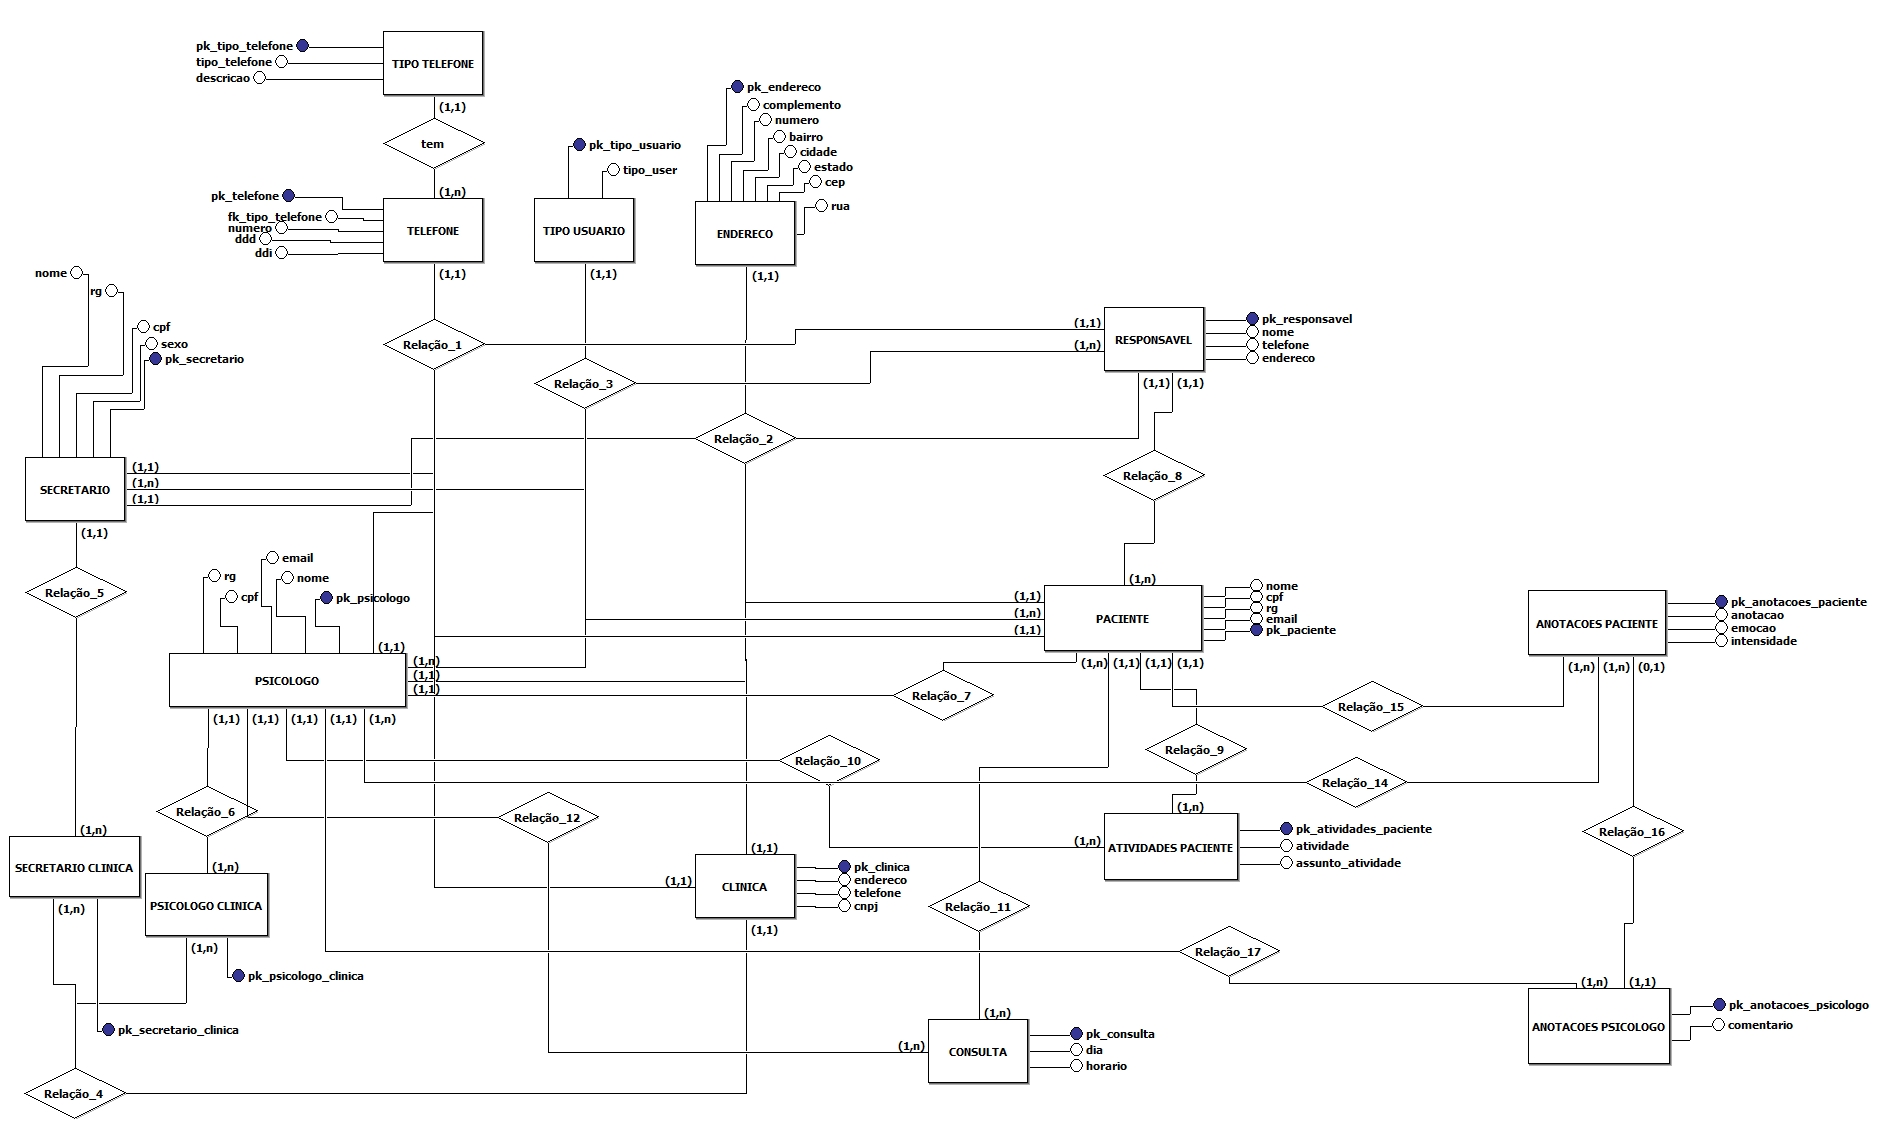 pk_tipo_telefone
tipo_telefone
descricao
TIPO TELEFONE
(1,1)
tem
(1,n)
pk_telefone
fk_tipo_telefone
numero
ddd
ddi
TELEFONE
(1,1)
pk_tipo_usuario
tipo_user
TIPO USUARIO
(1,1)
pk_endereco
complemento
numero
bairro
cidade
estado
cep
rua
ENDERECO
(1,1)
nome
rg
cpf
sexo
pk_secretario
SECRETARIO
(1,1)
(1,n)
(1,1)
(1,1)
Relação_1
Relação_3
Relação_2
(1,1)
(1,n)
RESPONSAVEL
pk_responsavel
nome
telefone
endereco
(1,1)
(1,1)
Relação_8
(1,n)
Relação_5
rg
cpf
email
nome
pk_psicologo
(1,1)
PSICOLOGO
(1,n)
(1,1)
(1,1)
(1,1)
(1,1)
(1,1)
(1,1)
(1,n)
(1,1)
(1,n)
(1,1)
PACIENTE
nome
cpf
rg
email
pk_paciente
(1,n)
(1,1)
(1,1)
(1,1)
ANOTACOES PACIENTE
pk_anotacoes_paciente
anotacao
emocao
intensidade
(1,n)
(1,n)
(0,1)
Relação_7
Relação_15
Relação_9
Relação_10
Relação_14
Relação_6
Relação_12
Relação_16
(1,n)
SECRETARIO CLINICA
(1,n)
(1,n)
PSICOLOGO CLINICA
(1,n)
pk_psicologo_clinica
pk_secretario_clinica
(1,1)
(1,1)
CLINICA
pk_clinica
endereco
telefone
cnpj
(1,1)
(1,n)
(1,n)
ATIVIDADES PACIENTE
pk_atividades_paciente
atividade
assunto_atividade
Relação_11
Relação_17
(1,n)
(1,n)
CONSULTA
pk_consulta
dia
horario
(1,n)
(1,1)
ANOTACOES PSICOLOGO
pk_anotacoes_psicologo
comentario
Relação_4